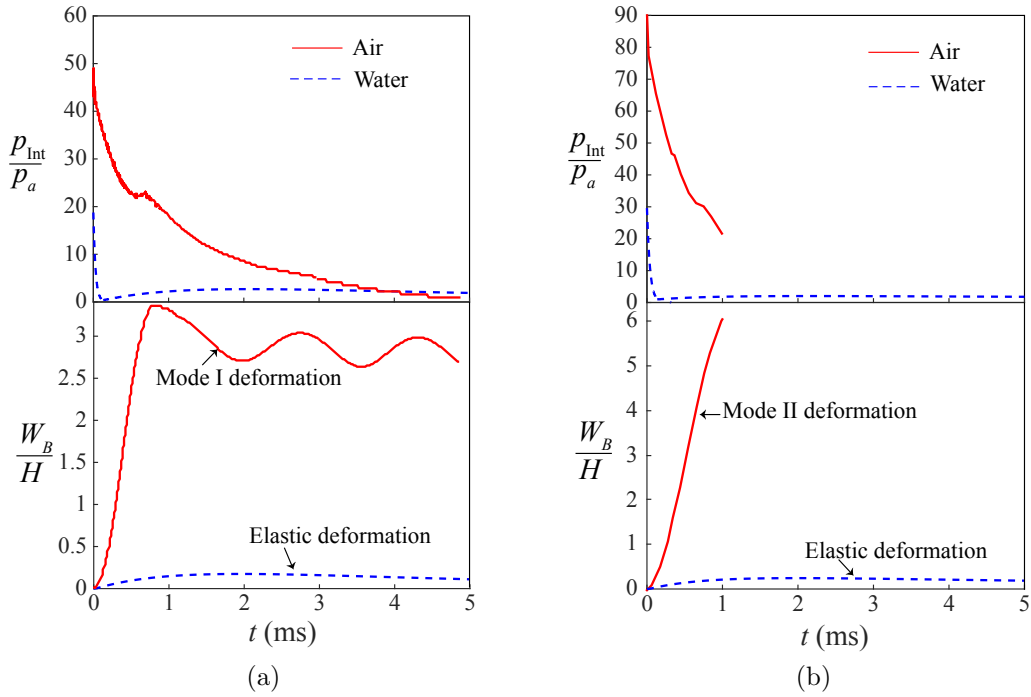 60
50
40
30
20
10
0
p_Int
p_a
Air
Water
3
2.5
2
1.5
1
0.5
0
W_B
H
Mode I deformation
Elastic deformation
0 1 2 3 4 5
t (ms)
(a)
90
80
70
60
50
40
30
20
10
0
p_Int
p_a
Air
Water
6
5
4
3
2
1
0
W_B
H
Mode II deformation
Elastic deformation
0 1 2 3 4 5
t (ms)
(b)